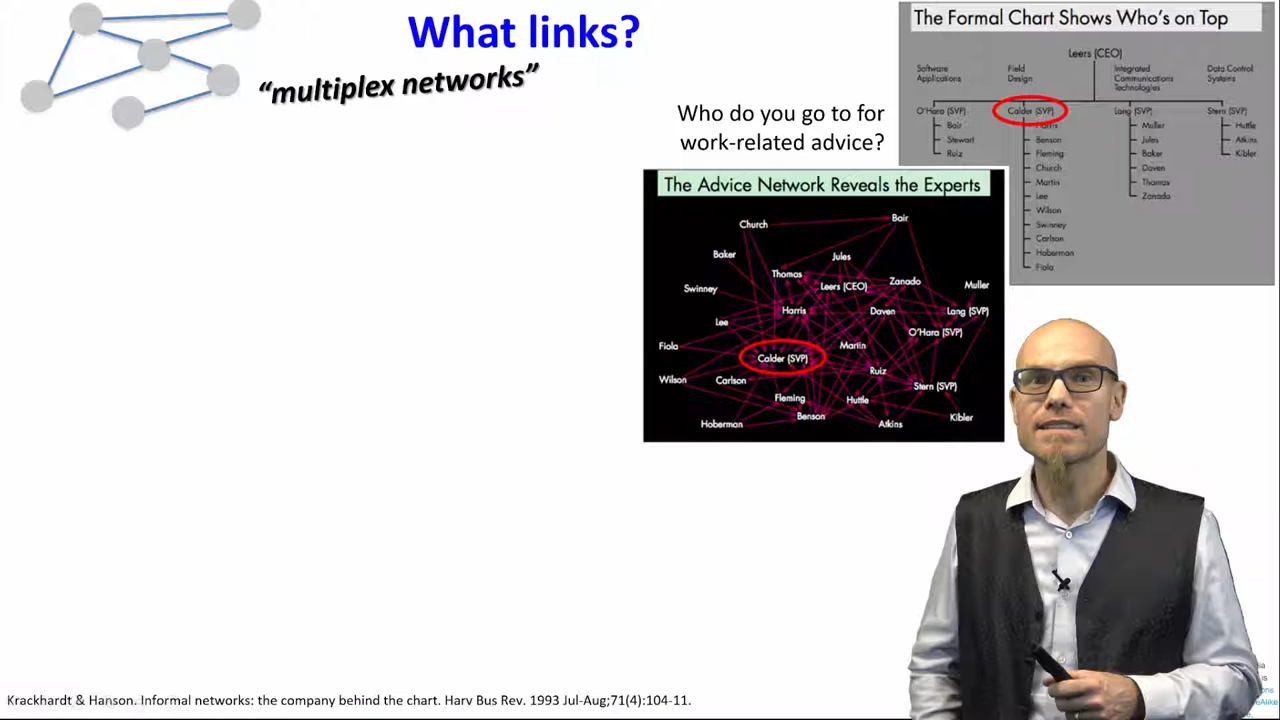 What links?
“multiplex networks”
Who do you go to for
work-related advice?
The Formal Chart Shows Who's on Top
Leers (CEO)
Software
Applications
Field
Design
Integrated
Communications
Technologies
Data Control
Systems
O'Hara (SVP)
Bair
Stewart
Ruiz
Calder (SVP)
Harris
Benson
Fleming
Church
Martin
Lee
Wilson
Swinney
Carlson
Hoberman
Fiola
Lang (SVP)
Muller
Jules
Baker
Daven
Thomas
Zanado
Stern (SVP)
Huttle
Atkins
Kibler
The Advice Network Reveals the Experts
Church
Bair
Baker
Jules
Thomas
Leers (CEO)
Zanado
Muller
Swinney
Harris
Daven
Lang (SVP)
Lee
O'Hara (SVP)
Fiola
Calder (SVP)
Martin
Ruiz
Wilson
Carlson
Stern (SVP)
Fleming
Huttle
Benson
Hoberman
Atkins
Kibler
Krackhardt & Hanson. Informal networks: the company behind the chart. Harv Bus Rev. 1993 Jul-Aug;71(4):104-11.